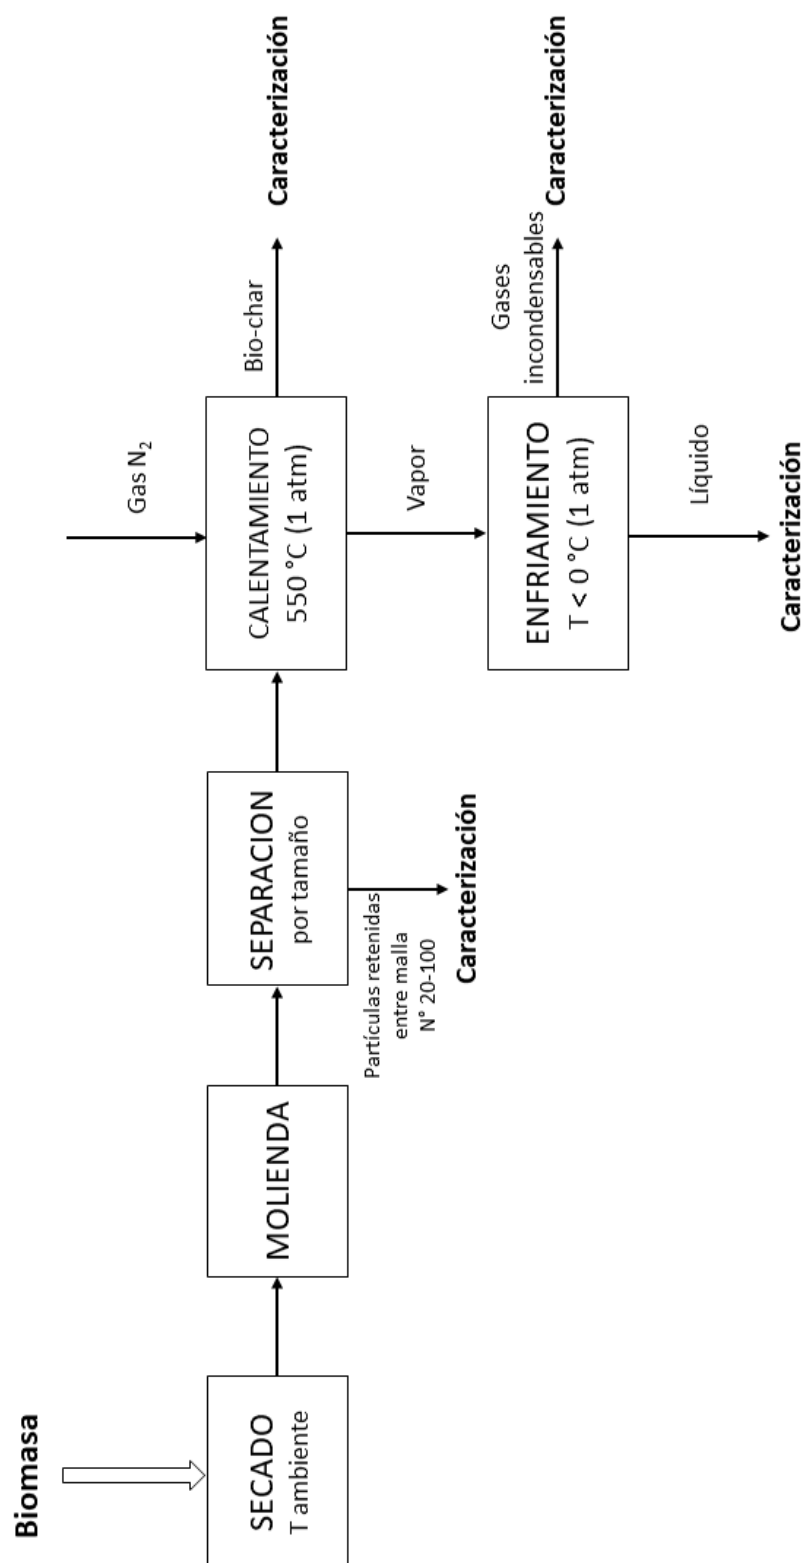 Biomasa
SECADO
T ambiente
MOLIENDA
SEPARACION
por tamaño
Partículas retenidas
entre malla
N° 20-100
Caracterización
Gas N₂
CALENTAMIENTO
550 °C (1 atm)
Bio-char
Caracterización
Vapor
ENFRIAMIENTO
T < 0 °C (1 atm)
Gases
incondensables
Caracterización
Líquido
Caracterización